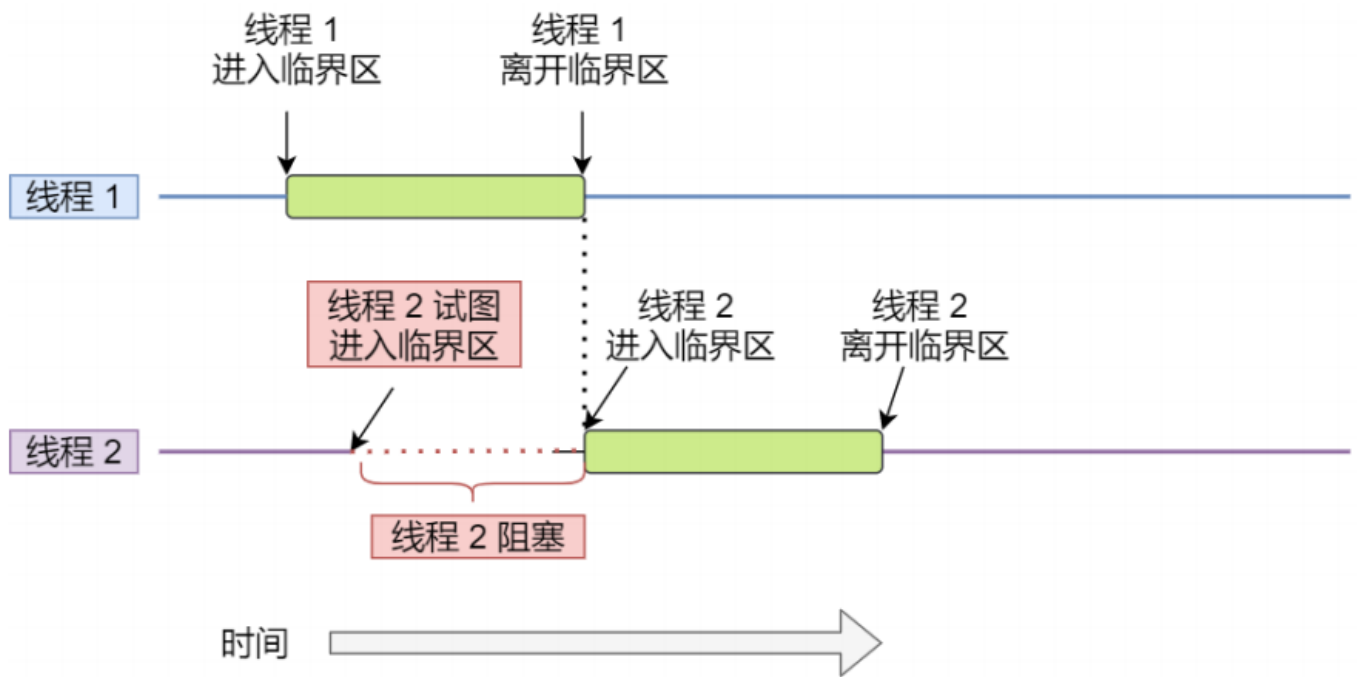 线程 1
进入临界区
线程 1
离开临界区
线程 1
线程 2 试图
进入临界区
线程 2
进入临界区
线程 2
离开临界区
线程 2
线程 2 阻塞
时间